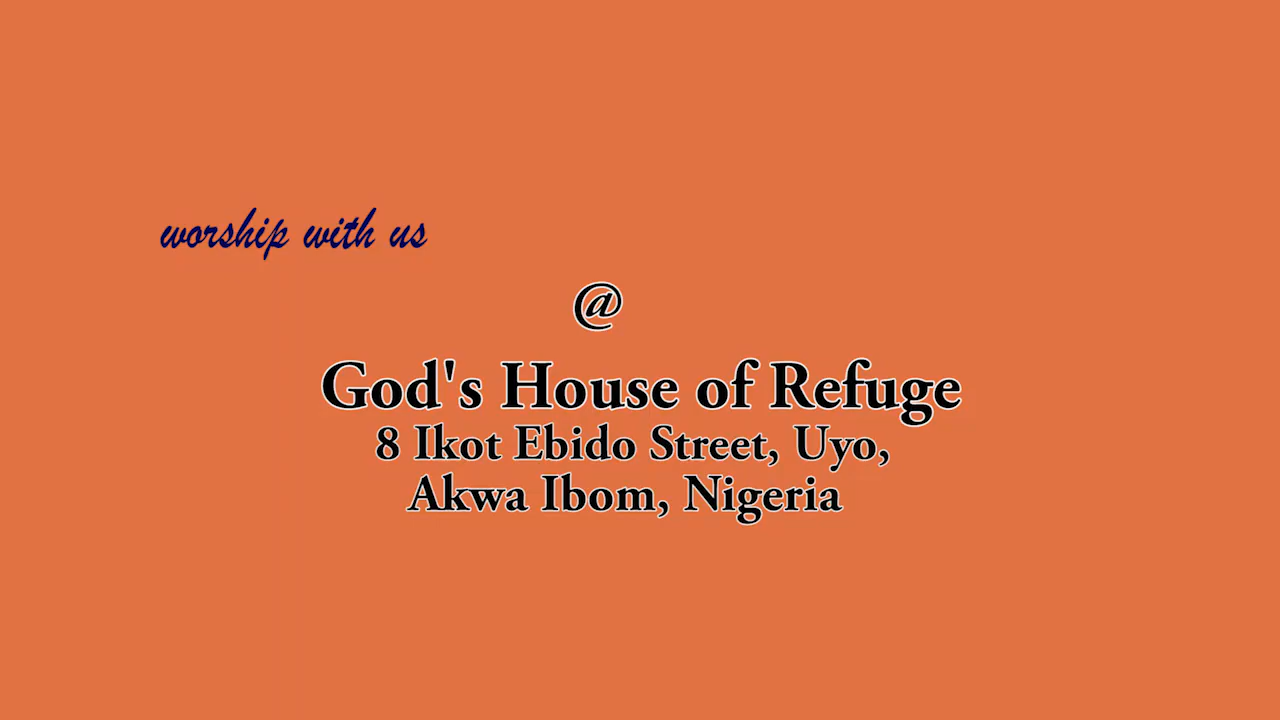 worship with us
@
God's House of Refuge
8 Ikot Ebido Street, Uyo,
Akwa Ibom, Nigeria